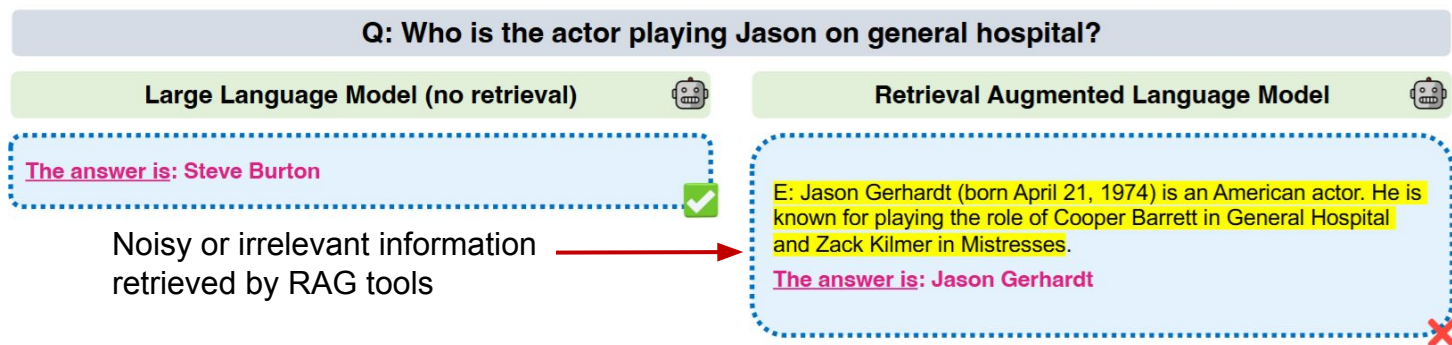 Q: Who is the actor playing Jason on general hospital?
Large Language Model (no retrieval)
The answer is: Steve Burton
Noisy or irrelevant information
retrieved by RAG tools
Retrieval Augmented Language Model
E: Jason Gerhardt (born April 21, 1974) is an American actor. He is
known for playing the role of Cooper Barrett in General Hospital
and Zack Kilmer in Mistresses.
The answer is: Jason Gerhardt